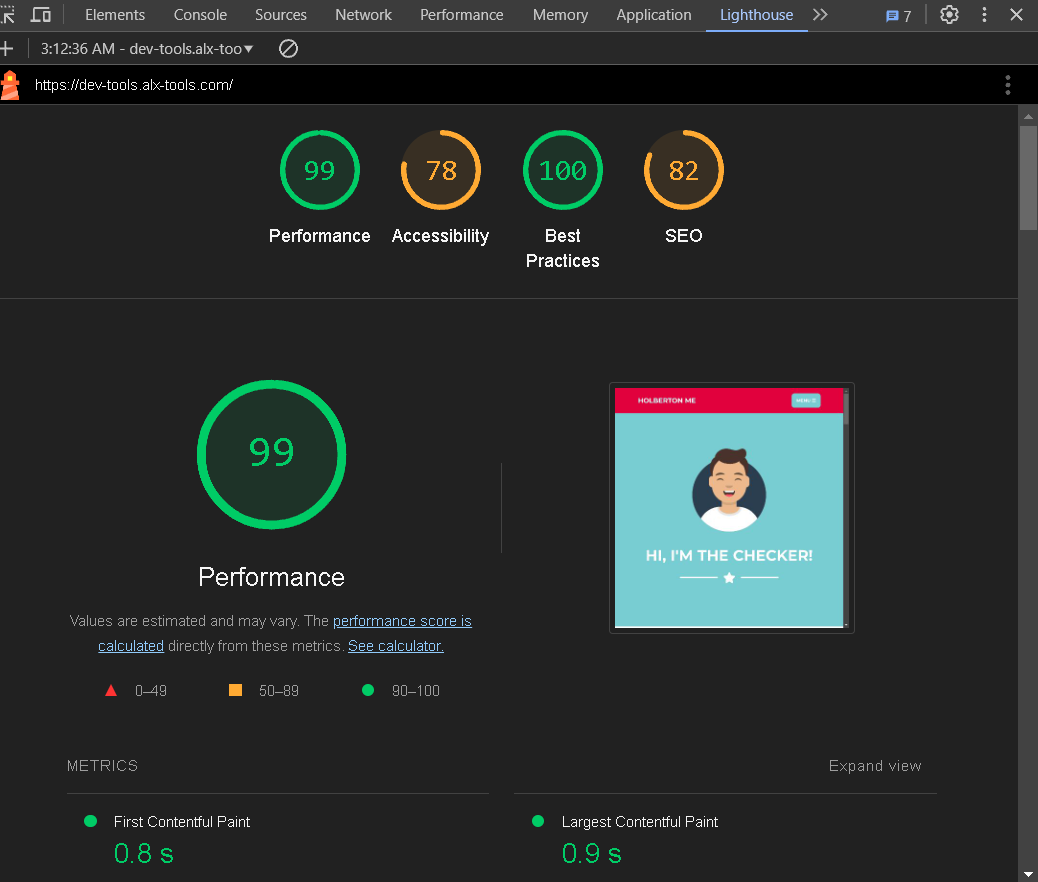 Elements Console Sources Network Performance Memory Application Lighthouse 7
3:12:36 AM - dev-tools.alx-too
https://dev-tools.alx-tools.com/
99 78 100 82
Performance Accessibility Best Practices SEO
99
HOLBERTON ME
HI, I'M THE CHECKER!
Performance
Values are estimated and may vary. The performance score is
calculated directly from these metrics. See calculator.
0–49 50–89 90–100
METRICS Expand view
First Contentful Paint Largest Contentful Paint
0.8 s 0.9 s